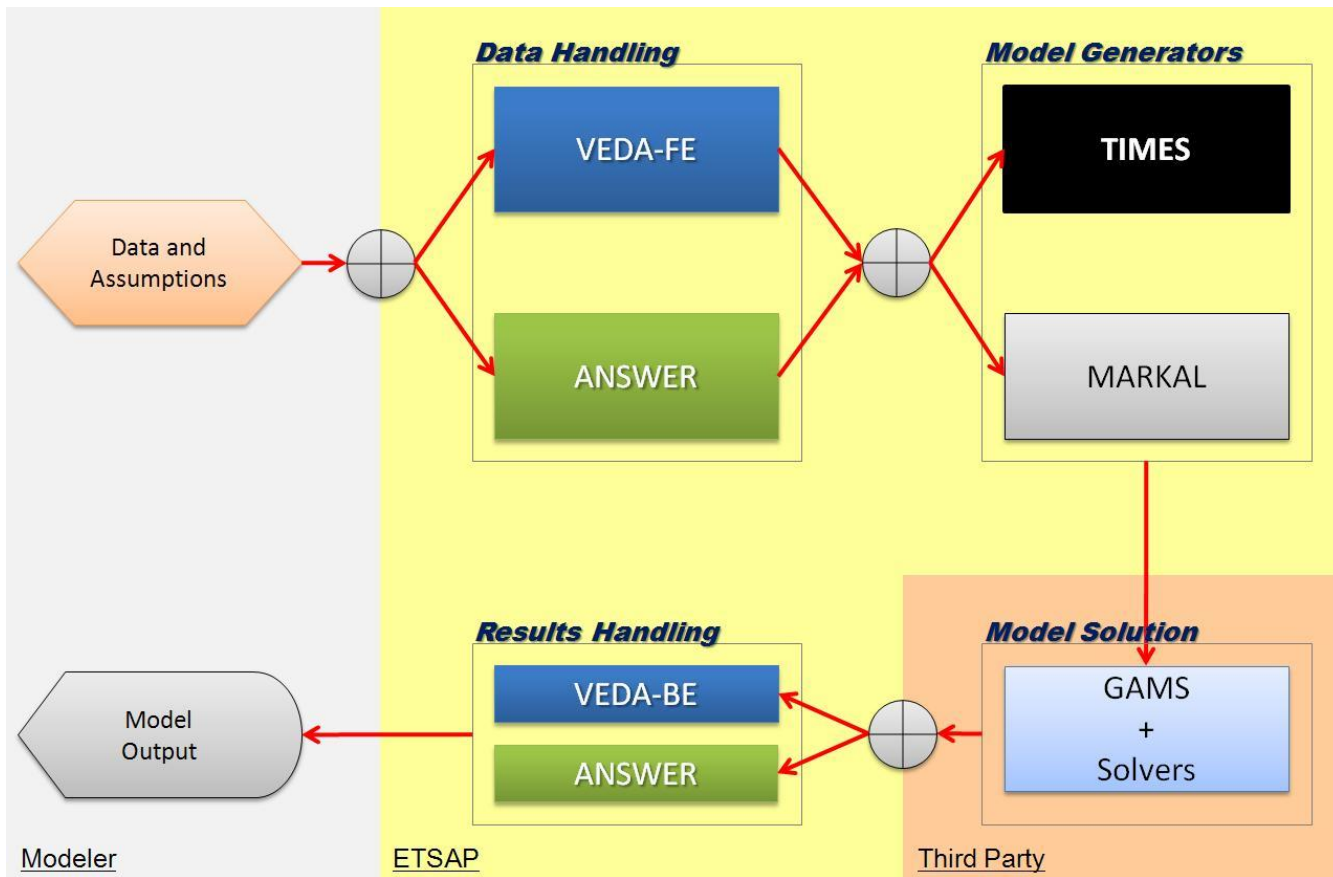 Data Handling
Model Generators
VEDA-FE
TIMES
Data and
Assumptions
ANSWER
MARKAL
Results Handling
Model Solution
VEDA-BE
GAMS
+
Solvers
Model
Output
ANSWER
Modeler
ETSAP
Third Party